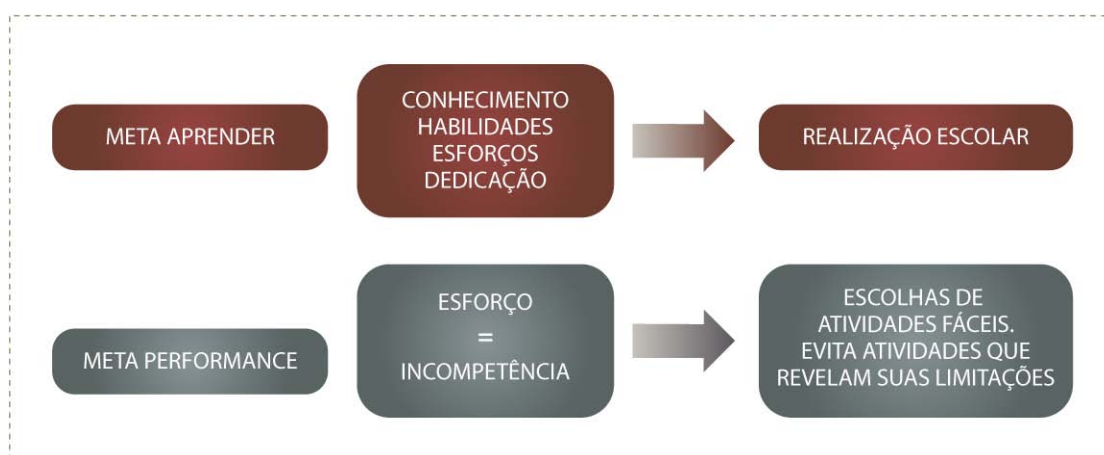 META APRENDER
CONHECIMENTO
HABILIDADES
ESFORÇOS
DEDICAÇÃO
REALIZAÇÃO ESCOLAR
META PERFORMANCE
ESFORÇO
=
INCOMPETÊNCIA
ESCOLHAS DE
ATIVIDADES FÁCEIS.
EVITA ATIVIDADES QUE
REVELAM SUAS LIMITAÇÕES